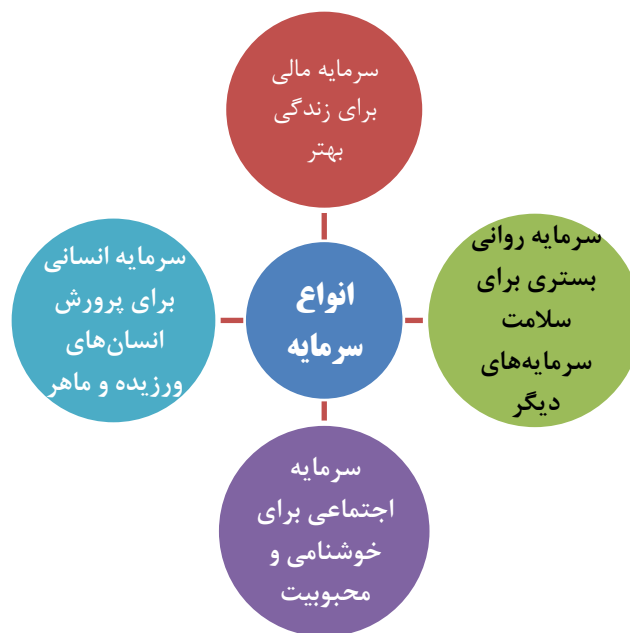 سرمایه مالی
برای زندگی
بهتر
سرمایه روانی
بستری برای
سلامت
سرمایه‌های
دیگر
انواع
سرمایه
سرمایه انسانی
برای پرورش
انسان‌های
ورزیده و ماهر
سرمایه
اجتماعی برای
خوشنامی و
محبوبیت